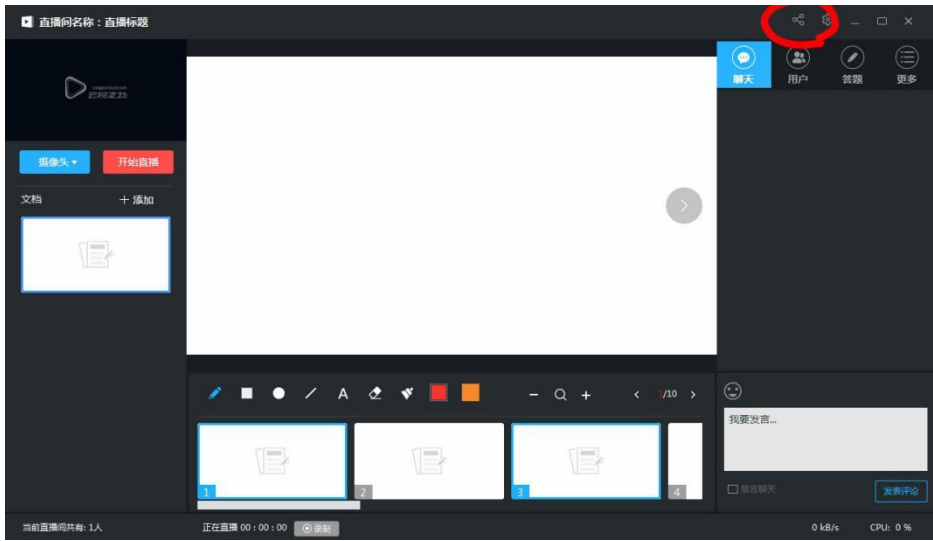 直播间名称：直播标题
聊天
用户
答题
更多
摄像头
开始直播
文档
添加
A
1/10
1
2
3
4
我要发言...
禁言聊天
发表评论
当前直播间共有: 1人
正在直播 00 : 00 : 00
录制
0 kB/s
CPU: 0 %